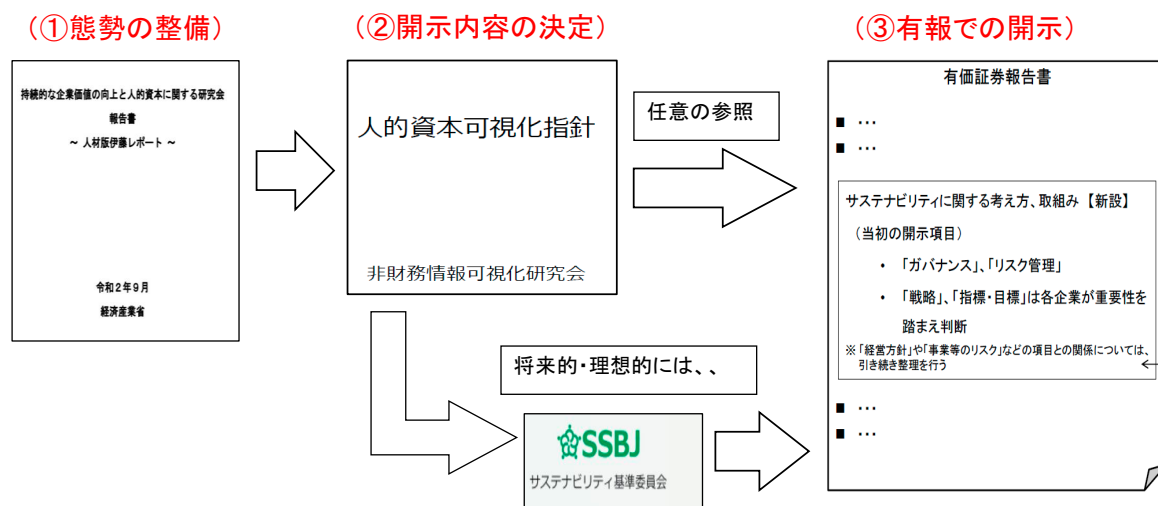 （①態勢の整備）
（②開示内容の決定）
（③有報での開示）
持続的な企業価値の向上と人的資本に関する研究会
報告書
～ 人材版伊藤レポート ～
令和２年９月
経済産業省
人的資本可視化指針
非財務情報可視化研究会
任意の参照
将来的・理想的には、、
SSBJ
サステナビリティ基準委員会
有価証券報告書
■ …
■ …
サステナビリティに関する考え方、取組み 【新設】
（当初の開示項目）
・ 「ガバナンス」、「リスク管理」
・ 「戦略」、「指標・目標」は各企業が重要性を
踏まえ判断
※「経営方針」や「事業等のリスク」などの項目との関係については、
引き続き整理を行う
■ …
■ …